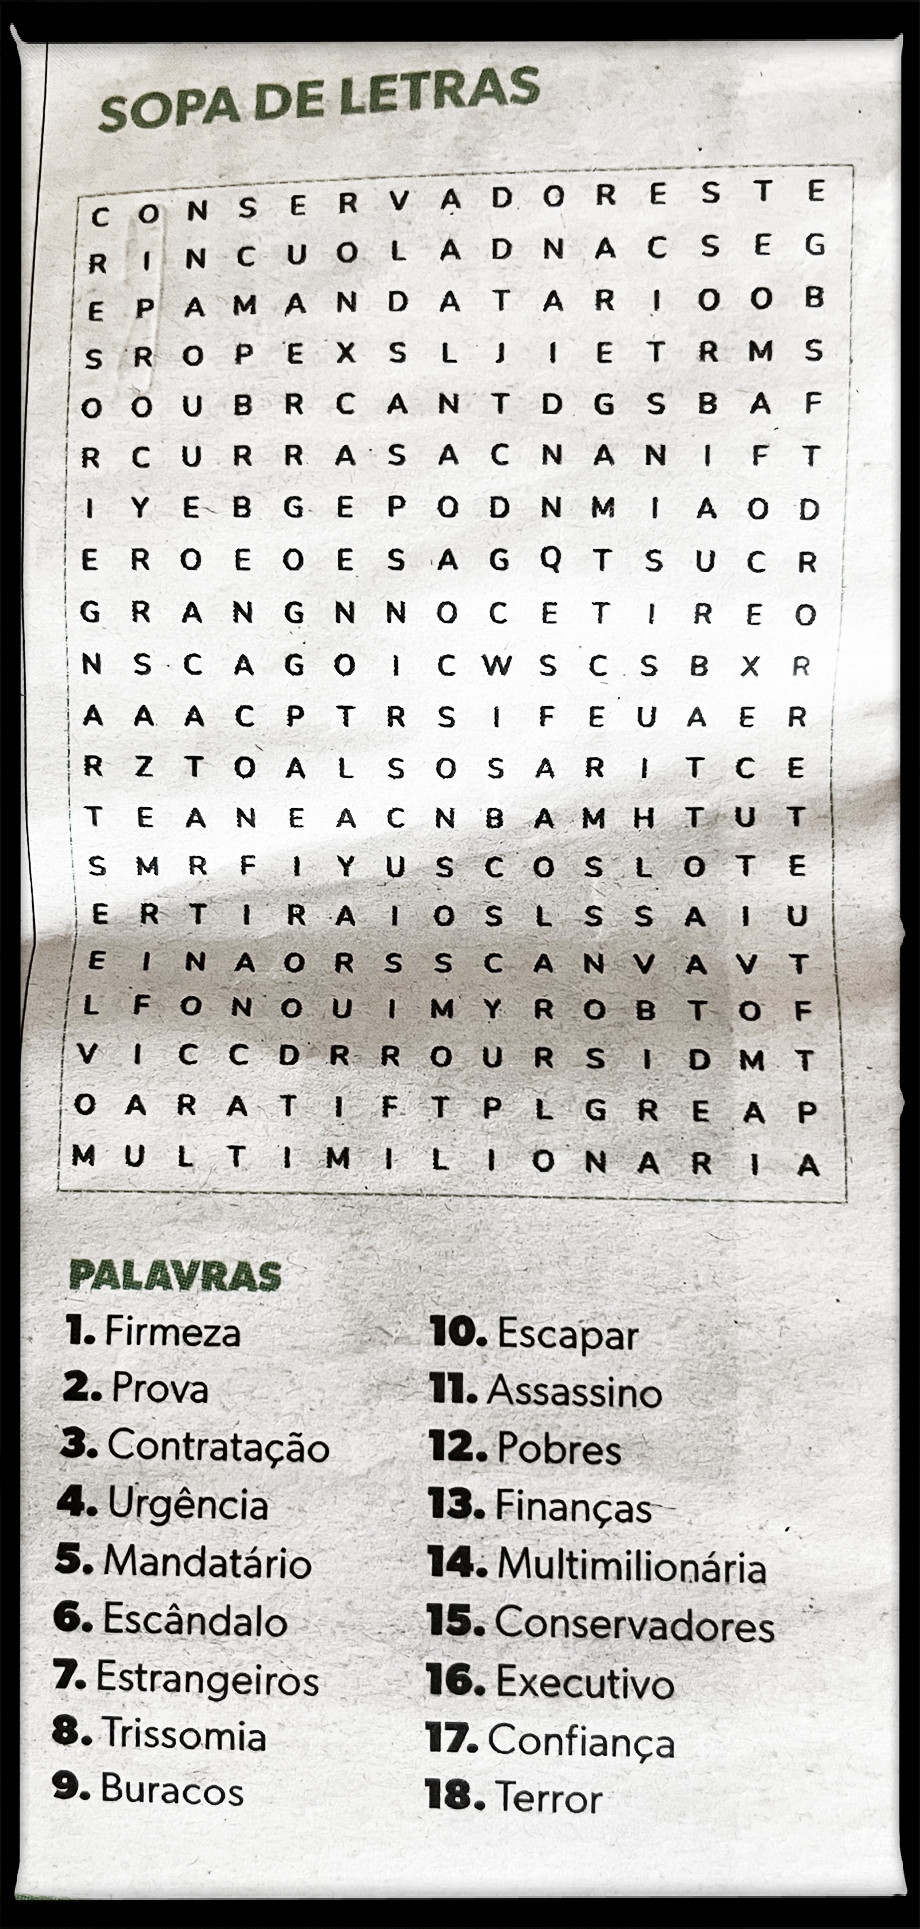 SOPA DE LETRAS
C O N S E R V A D O R E S T E
R I N C U O L A D N A C S E G
E P A M A N D A T A R I O O B
S R O P E X S L J I E T R M S
O O U B R C A N T D G S B A F
R C U R R A S A C N A N I F T
I Y E B G E P O D N M I A O D
E R O E O E S A G Q T S U C R
G R A N G N N O C E T I R E O
N S C A G O I C W S C S B X R
A A A C P T R S I F E U A E R
R Z T O A L S O S A R I T C E
T E A N E A C N B A M H T U T
S M R F I Y U S C O S L O T E
E R T I R A I O S L S S A I U
E I N A O R S S C A N V A V T
L F O N O U I M Y R O B T O F
V I C C D R R O U R S I D M T
O A R A T I F T P L G R E A P
M U L T I M I L I O N A R I A
PALAVRAS
1. Firmeza
2. Prova
3. Contratação
4. Urgência
5. Mandatário
6. Escândalo
7. Estrangeiros
8. Trissomia
9. Buracos
10. Escapar
11. Assassino
12. Pobres
13. Finanças
14. Multimilionária
15. Conservadores
16. Executivo
17. Confiança
18. Terror